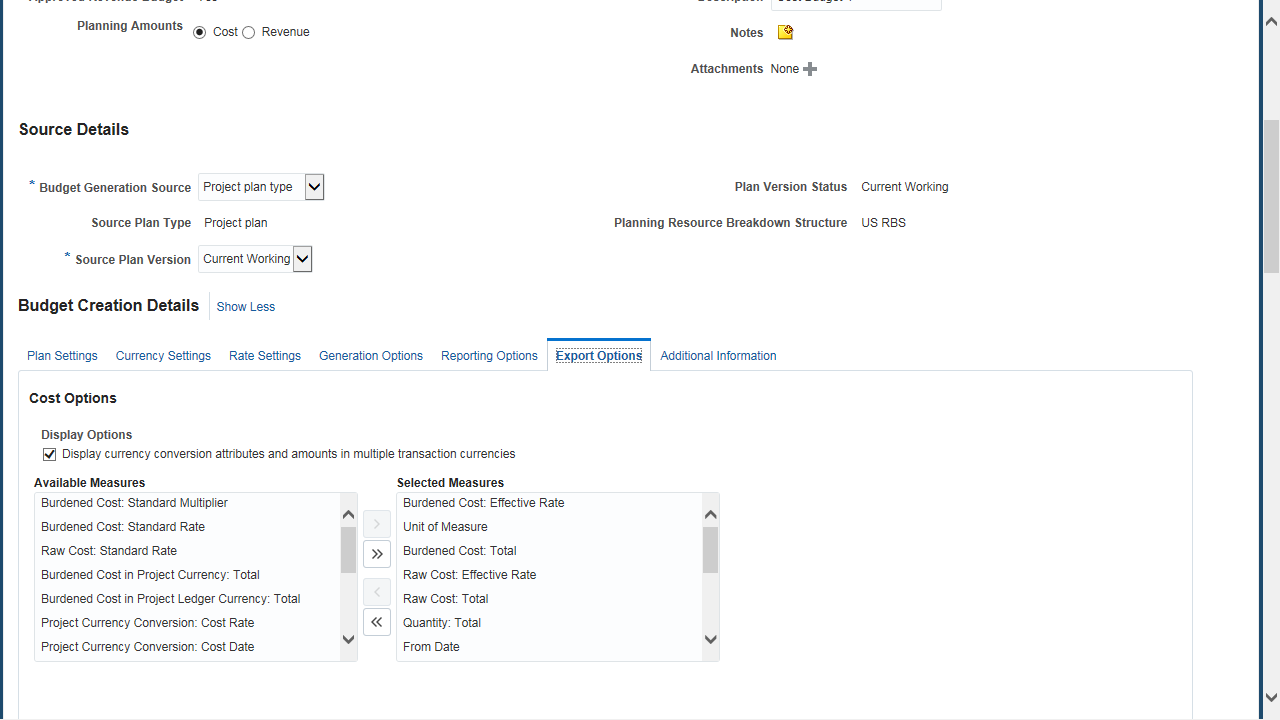 Planning Amounts Cost Revenue
Notes
Attachments None
Source Details
* Budget Generation Source Project plan type
Plan Version Status Current Working
Source Plan Type Project plan
Planning Resource Breakdown Structure US RBS
* Source Plan Version Current Working
Budget Creation Details Show Less
Plan Settings Currency Settings Rate Settings Generation Options Reporting Options Export Options Additional Information
Cost Options
Display Options
Display currency conversion attributes and amounts in multiple transaction currencies
Available Measures
Burdened Cost: Standard Multiplier
Burdened Cost: Standard Rate
Raw Cost: Standard Rate
Burdened Cost in Project Currency: Total
Burdened Cost in Project Ledger Currency: Total
Project Currency Conversion: Cost Rate
Project Currency Conversion: Cost Date
Selected Measures
Burdened Cost: Effective Rate
Unit of Measure
Burdened Cost: Total
Raw Cost: Effective Rate
Raw Cost: Total
Quantity: Total
From Date